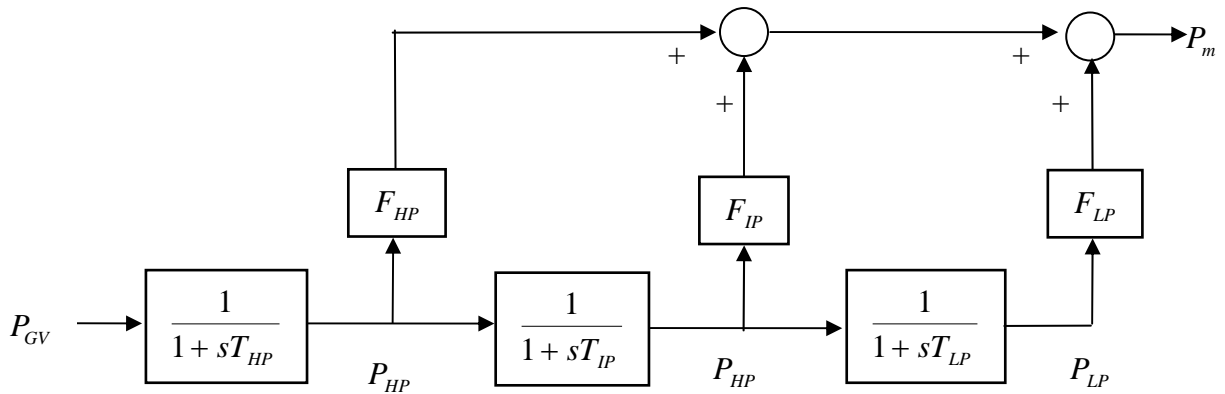 + + P_m
+ + 
F_HP F_IP F_LP
P_GV 1/(1 + sT_HP) 1/(1 + sT_IP) 1/(1 + sT_LP)
P_HP P_HP P_LP